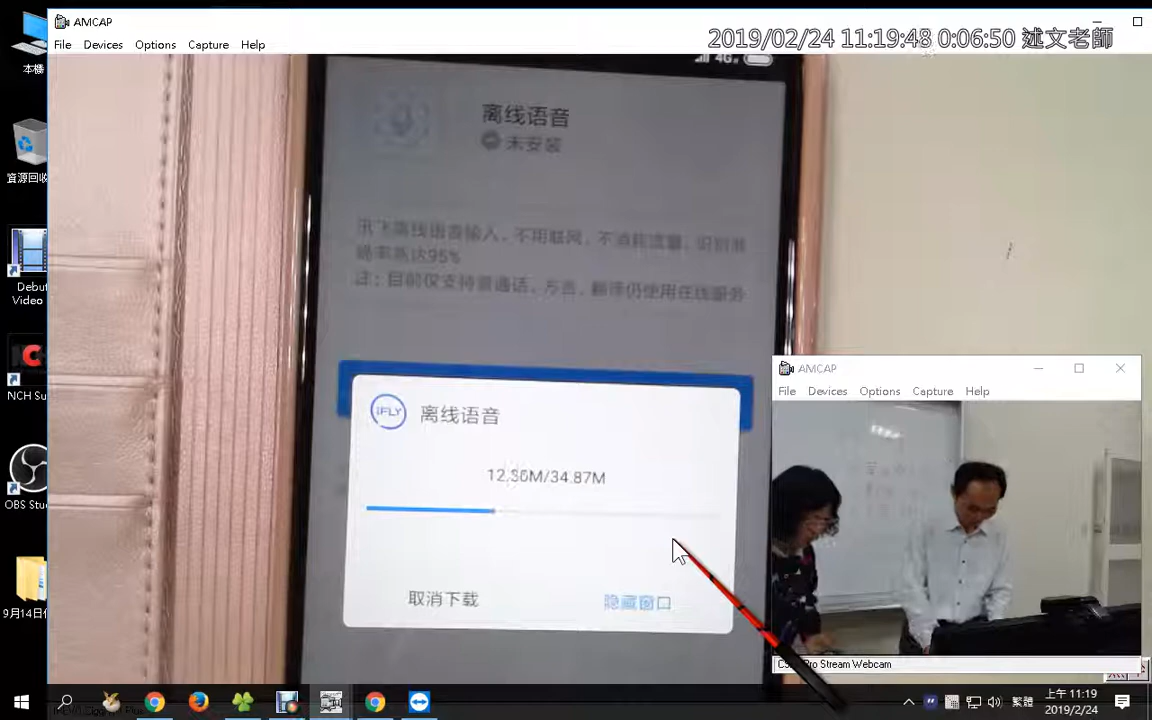 AMCAP
File Devices Options Capture Help
2019/02/24 11:19:48 0:06:50 述文老師
本機
資源回收
Debut
Video
NCH Su
OBS Stu
9月14日
4G
离线语音
未安装
讯飞离线语音输入，不用联网，不消耗流量，识别准
确率高达95%
注：目前仅支持普通话，方言、翻译仍使用在线服务
iFLY
离线语音
12.36M/34.87M
取消下载
隐藏窗口
AMCAP
File Devices Options Capture Help
Pro Stream Webcam
繁體
上午 11:19
2019/2/24